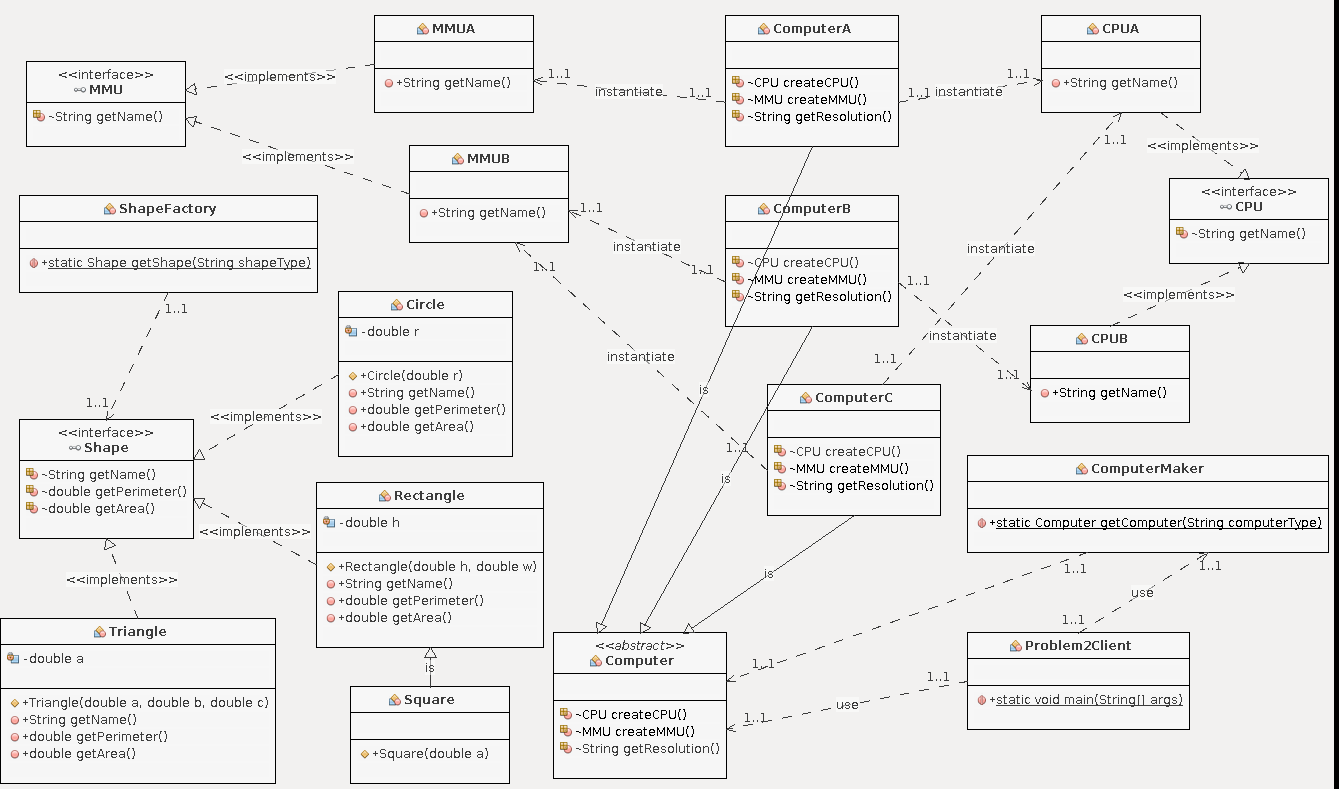 MMUA
+String getName()
ComputerA
~CPU createCPU()
~MMU createMMU()
~String getResolution()
CPUA
+String getName()
<<interface>>
MMU
~String getName()
<<implements>>
1..1
instantiate
1..1
1..1
instantiate
1..1
<<implements>>
MMUB
+String getName()
1..1
<<implements>>
<<interface>>
CPU
~String getName()
ShapeFactory
+static Shape getShape(String shapeType)
1..1
1..1
ComputerB
~CPU createCPU()
~MMU createMMU()
~String getResolution()
1..1
instantiate
1..1
instantiate
1..1
instantiate
1..1
<<implements>>
CPUB
+String getName()
Circle
-double r
+Circle(double r)
+String getName()
+double getPerimeter()
+double getArea()
<<implements>>
1..1
instantiate
1..1
1..1
is
ComputerC
~CPU createCPU()
~MMU createMMU()
~String getResolution()
is
is
<<interface>>
Shape
~String getName()
~double getPerimeter()
~double getArea()
<<implements>>
<<implements>>
Rectangle
-double h
+Rectangle(double h, double w)
+String getName()
+double getPerimeter()
+double getArea()
ComputerMaker
+static Computer getComputer(String computerType)
1..1
1..1
use
1..1
1..1
Triangle
-double a
+Triangle(double a, double b, double c)
+String getName()
+double getPerimeter()
+double getArea()
is
Square
+Square(double a)
<<abstract>>
Computer
~CPU createCPU()
~MMU createMMU()
~String getResolution()
1..1
use
1..1
Problem2Client
+static void main(String[] args)